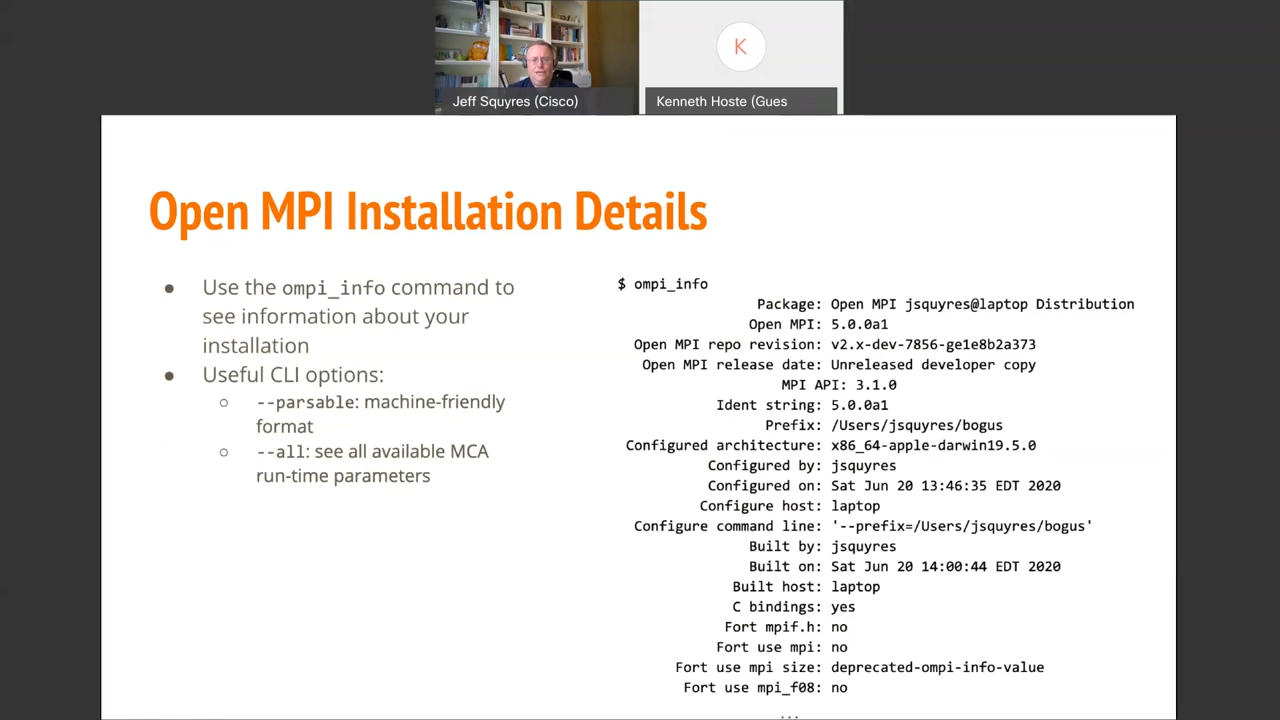 K
Jeff Squyres (Cisco)
Kenneth Hoste (Gues
Open MPI Installation Details
● Use the ompi_info command to
see information about your
installation
● Useful CLI options:
○ --parsable: machine-friendly
format
○ --all: see all available MCA
run-time parameters
$ ompi_info
Package: Open MPI jsquyres@laptop Distribution
Open MPI: 5.0.0a1
Open MPI repo revision: v2.x-dev-7856-ge1e8b2a373
Open MPI release date: Unreleased developer copy
MPI API: 3.1.0
Ident string: 5.0.0a1
Prefix: /Users/jsquyres/bogus
Configured architecture: x86_64-apple-darwin19.5.0
Configured by: jsquyres
Configured on: Sat Jun 20 13:46:35 EDT 2020
Configure host: laptop
Configure command line: '--prefix=/Users/jsquyres/bogus'
Built by: jsquyres
Built on: Sat Jun 20 14:00:44 EDT 2020
Built host: laptop
C bindings: yes
Fort mpif.h: no
Fort use mpi: no
Fort use mpi size: deprecated-ompi-info-value
Fort use mpi_f08: no
...